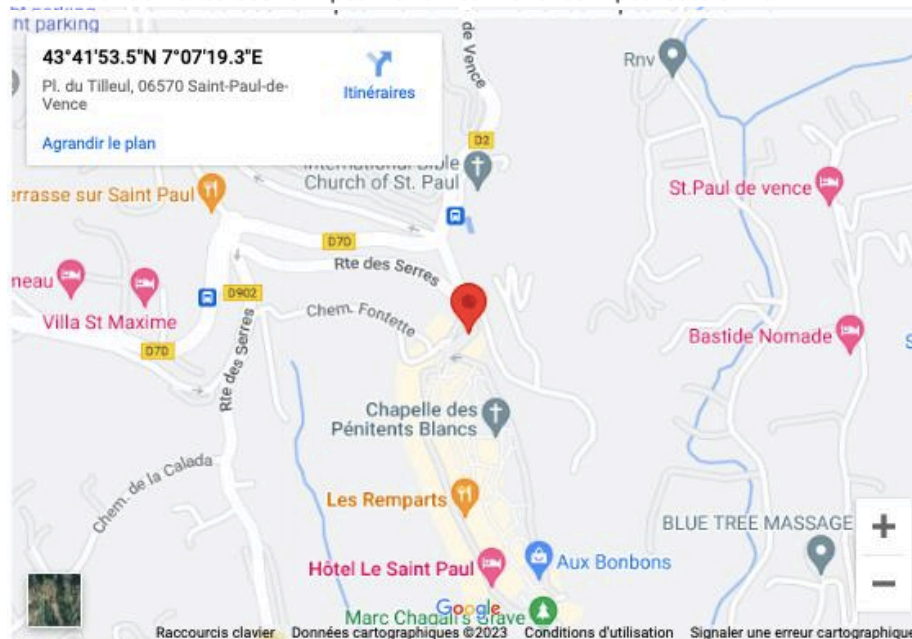 nt parking
43°41'53.5"N 7°07'19.3"E
Pl. du Tilleul, 06570 Saint-Paul-de-
Vence
Itinéraires
Agrandir le plan
de Vence
Rnv
D2
International Bible
Church of St. Paul
errasse sur Saint Paul
St.Paul de vence
D7D
Rte des Serres
neau
D902
Villa St Maxime
Chem. Fontette
D7D
Rte des Serres
Bastide Nomade
Chapelle des
Pénitents Blancs
Chem. de la Calada
Les Remparts
BLUE TREE MASSAGE
Hôtel Le Saint Paul
Aux Bonbons
Google
Marc Chagall's Grave
Raccourcis clavier
Données cartographiques ©2023
Conditions d'utilisation
Signaler une erreur cartographique